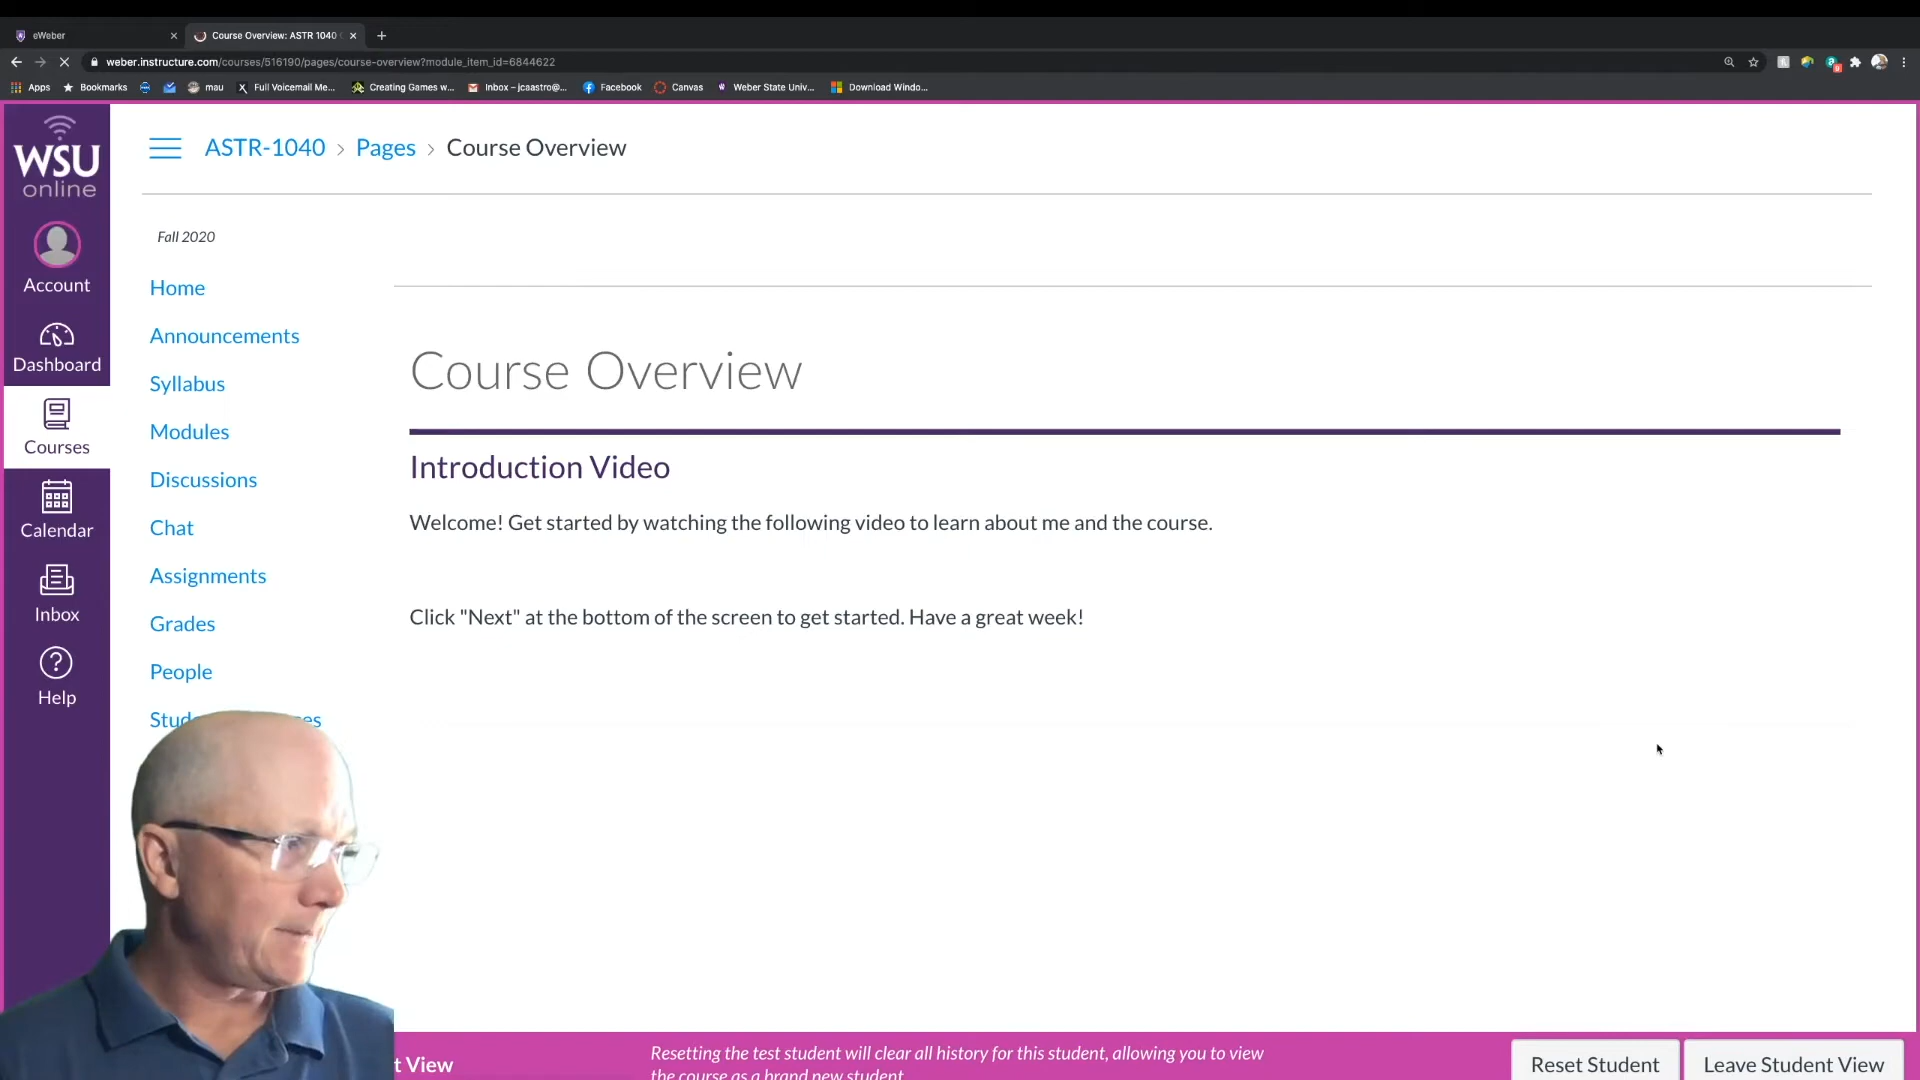 eWeber
Course Overview: ASTR 1040
weber.instructure.com/courses/516190/pages/course-overview?module_item_id=6844622
Apps
Bookmarks
mau
Full Voicemail Me...
Creating Games w...
Inbox – jcaastro@...
Facebook
Canvas
Weber State Univ...
Download Windo...
WSU
online
Account
Dashboard
Courses
Calendar
Inbox
Help
ASTR-1040 > Pages > Course Overview
Fall 2020
Home
Announcements
Syllabus
Modules
Discussions
Chat
Assignments
Grades
People
Course Overview
Introduction Video
Welcome! Get started by watching the following video to learn about me and the course.
Click "Next" at the bottom of the screen to get started. Have a great week!
View
Resetting the test student will clear all history for this student, allowing you to view
the course as a brand new student
Reset Student
Leave Student View